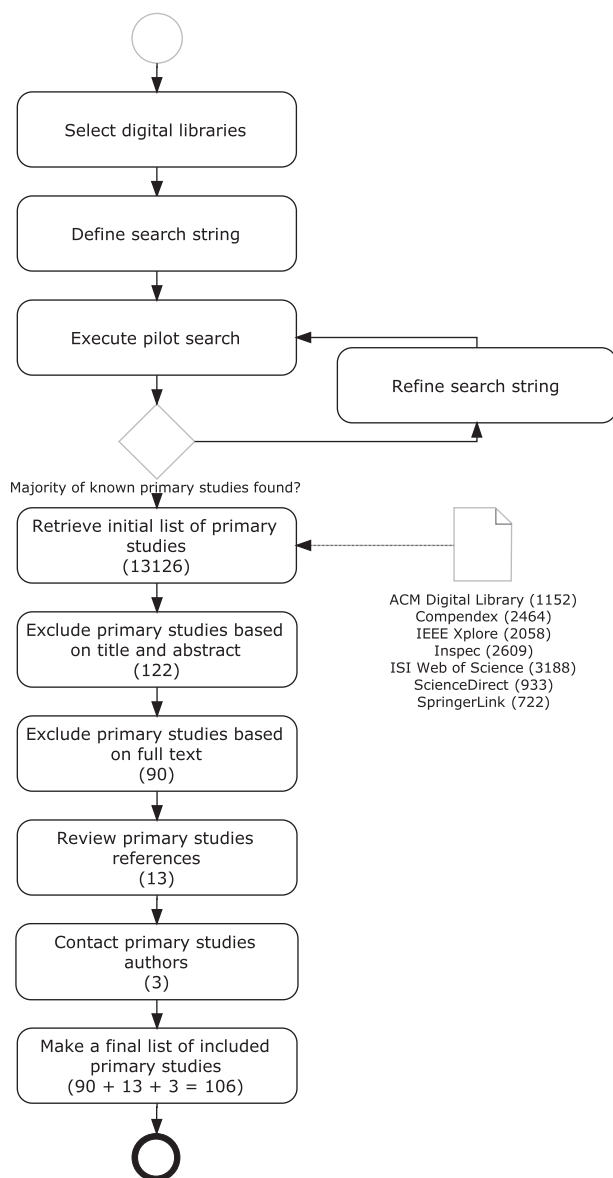 Select digital libraries
Define search string
Execute pilot search
Refine search string
Majority of known primary studies found?
Retrieve initial list of primary
studies
(13126)
ACM Digital Library (1152)
Compendex (2464)
IEEE Xplore (2058)
Inspec (2609)
ISI Web of Science (3188)
ScienceDirect (933)
SpringerLink (722)
Exclude primary studies based
on title and abstract
(122)
Exclude primary studies based
on full text
(90)
Review primary studies
references
(13)
Contact primary studies
authors
(3)
Make a final list of included
primary studies
(90 + 13 + 3 = 106)